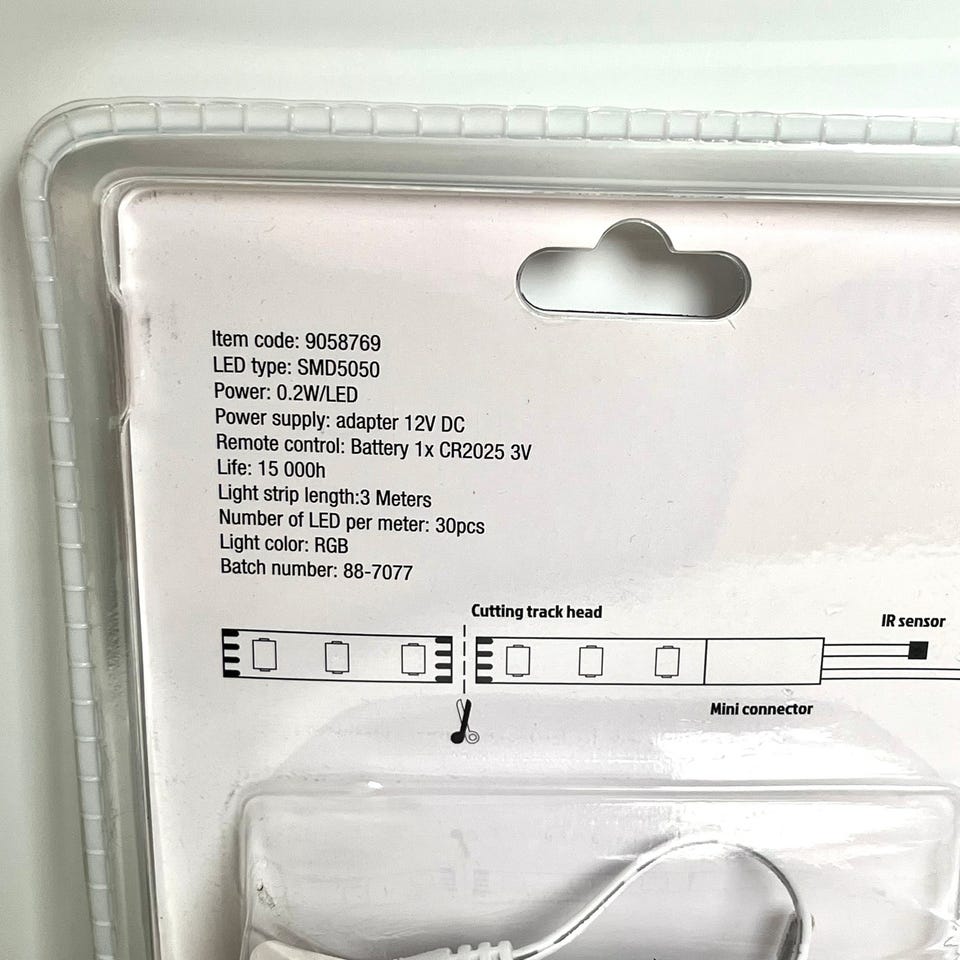 Item code: 9058769
LED type: SMD5050
Power: 0.2W/LED
Power supply: adapter 12V DC
Remote control: Battery 1x CR2025 3V
Life: 15 000h
Light strip length:3 Meters
Number of LED per meter: 30pcs
Light color: RGB
Batch number: 88-7077
Cutting track head
IR sensor
Mini connector